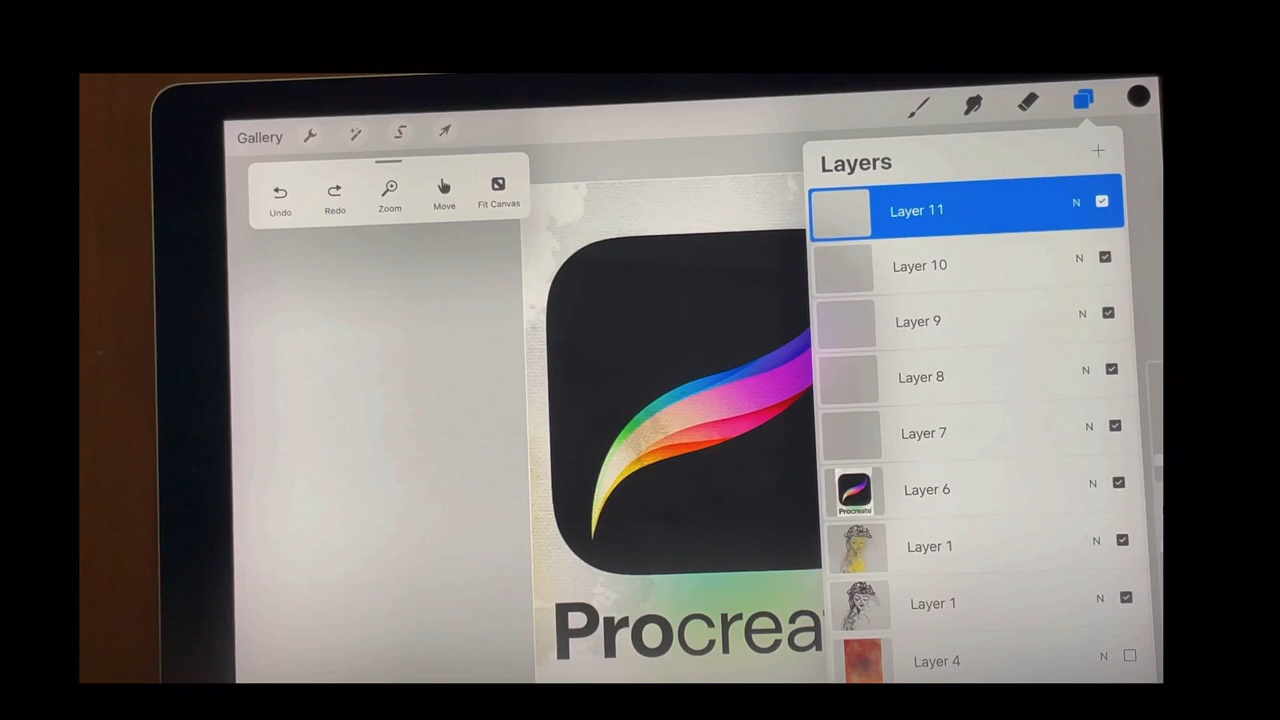 Gallery
Undo
Redo
Zoom
Move
Fit Canvas
Layers
Layer 11 N
Layer 10 N
Layer 9 N
Layer 8 N
Layer 7 N
Procreate
Layer 6 N
Layer 1 N
Layer 1 N
Layer 4 N
Procrea